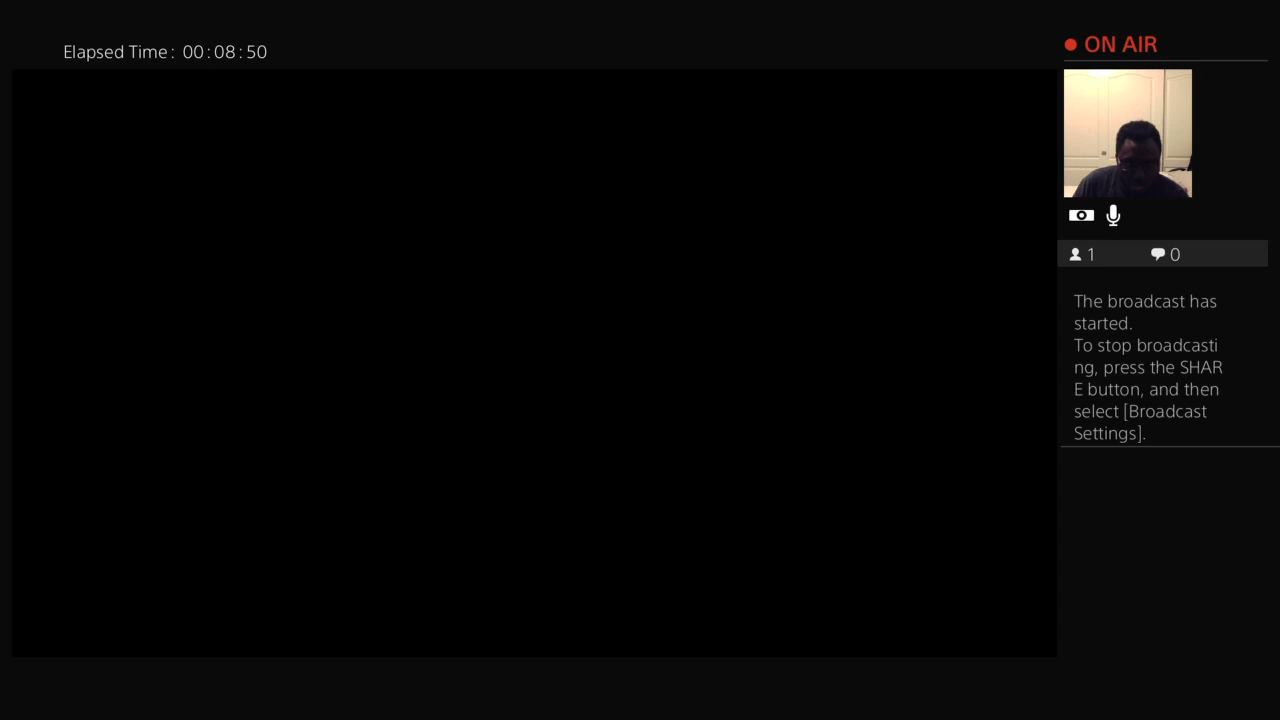 Elapsed Time: 00:08:50
ON AIR
1 0
The broadcast has
started.
To stop broadcasti
ng, press the SHAR
E button, and then
select [Broadcast
Settings].